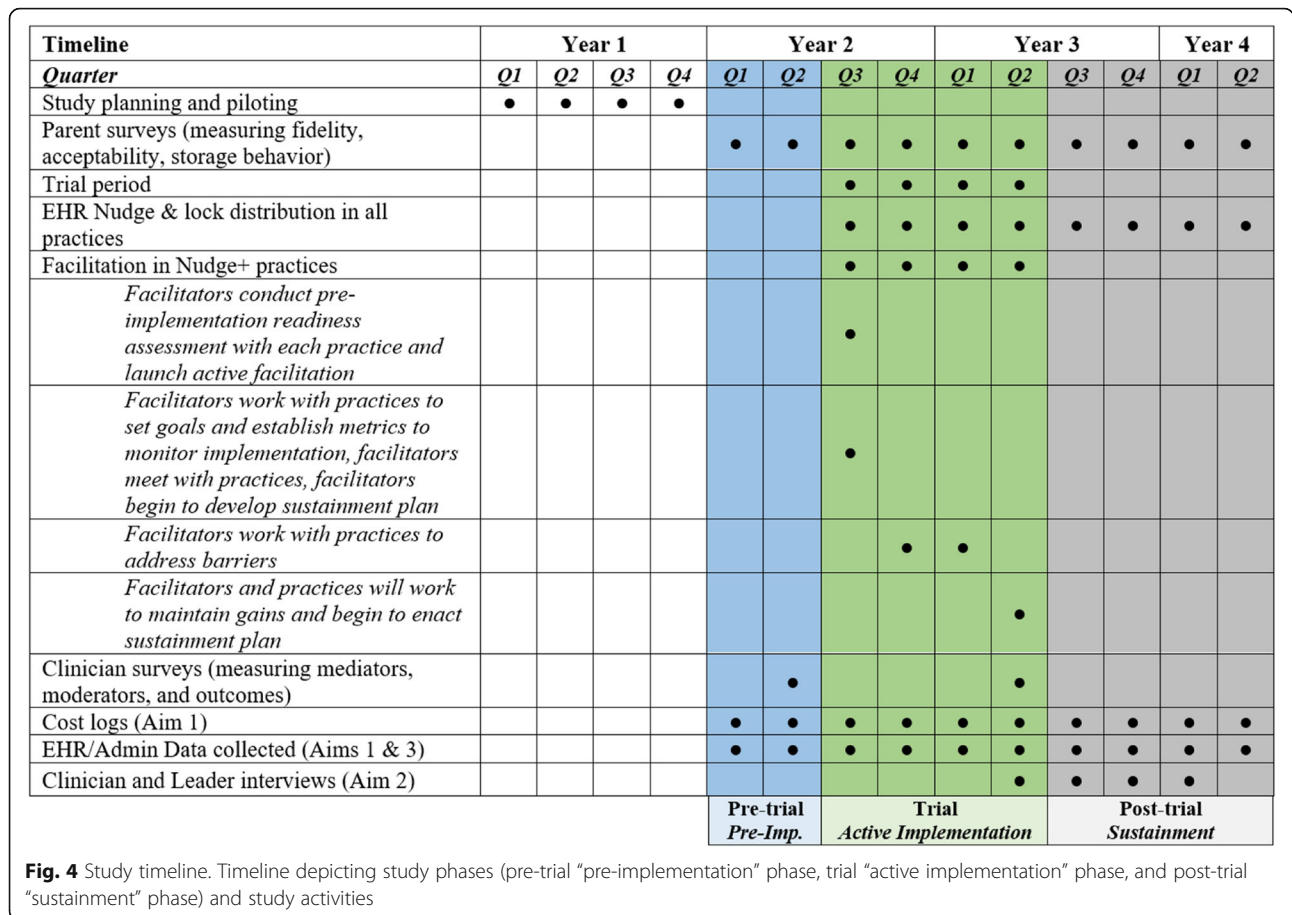 Timeline Year 1 Year 2 Year 3 Year 4
Quarter Q1 Q2 Q3 Q4 Q1 Q2 Q3 Q4 Q1 Q2 Q3 Q4 Q1 Q2
Study planning and piloting • • • •
Parent surveys (measuring fidelity,
acceptability, storage behavior) • • • • • • • • • •
Trial period • • • •
EHR Nudge & lock distribution in all
practices • • • • • • • •
Facilitation in Nudge+ practices • • • •
Facilitators conduct pre-
implementation readiness
assessment with each practice and
launch active facilitation •
Facilitators work with practices to
set goals and establish metrics to
monitor implementation, facilitators
meet with practices, facilitators
begin to develop sustainment plan •
Facilitators work with practices to
address barriers • •
Facilitators and practices will work
to maintain gains and begin to enact
sustainment plan •
Clinician surveys (measuring mediators,
moderators, and outcomes) • •
Cost logs (Aim 1) • • • • • • • • • •
EHR/Admin Data collected (Aims 1 & 3) • • • • • • • • • •
Clinician and Leader interviews (Aim 2) • • • •
Pre-trial Trial Post-trial
Pre-Imp. Active Implementation Sustainment
Fig. 4 Study timeline. Timeline depicting study phases (pre-trial “pre-implementation” phase, trial “active implementation” phase, and post-trial
“sustainment” phase) and study activities